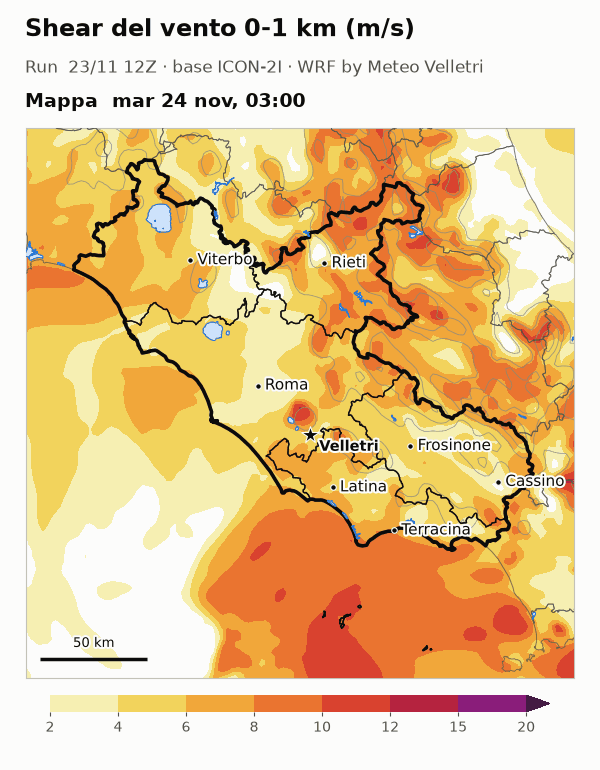 Shear del vento 0-1 km (m/s)
Run  23/11 12Z · base ICON-2I · WRF by Meteo Velletri
Mappa  mar 24 nov, 03:00
Viterbo
Rieti
Roma
Velletri
Frosinone
Cassino
Latina
Terracina
50 km
2 4 6 8 10 12 15 20